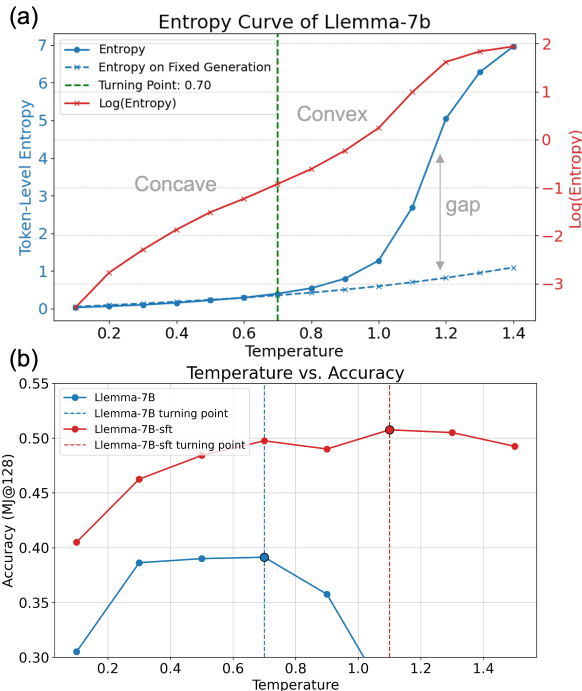 (a)
Entropy Curve of Llemma-7b
Entropy
Entropy on Fixed Generation
Turning Point: 0.70
Log(Entropy)
Concave
Convex
gap
Token-Level Entropy
7
6
5
4
3
2
1
0
Log(Entropy)
2
1
0
−1
−2
−3
0.2 0.4 0.6 0.8 1.0 1.2 1.4
Temperature
(b)
Temperature vs. Accuracy
Llemma-7B
Llemma-7B turning point
Llemma-7B-sft
Llemma-7B-sft turning point
Accuracy (MJ@128)
0.55
0.50
0.45
0.40
0.35
0.30
0.2 0.4 0.6 0.8 1.0 1.2 1.4
Temperature